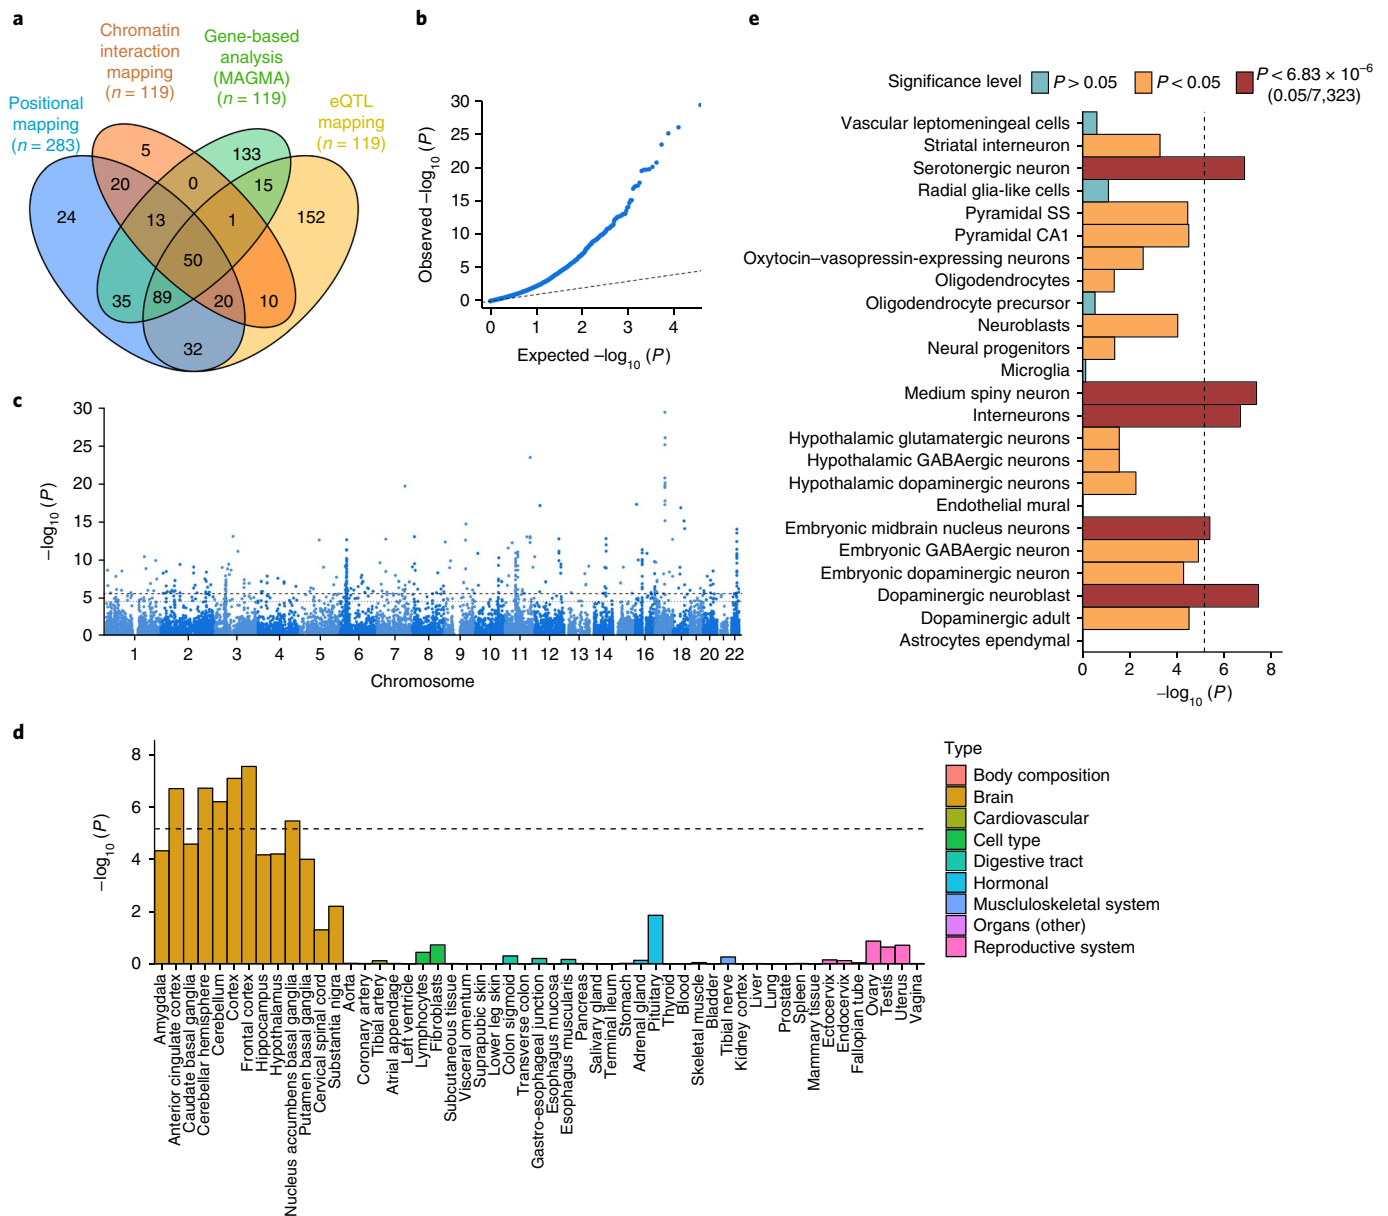 a
Chromatin
interaction
mapping
(n = 119)
Gene-based
analysis
(MAGMA)
(n = 119)
Positional
mapping
(n = 283)
eQTL
mapping
(n = 119)
5
133
20
0
15
24
13
1
152
50
35
89
20
10
32
b
30
25
20
15
10
5
0
Observed –log10 (P)
0 1 2 3 4
Expected –log10 (P)
c
30
25
20
15
10
5
0
–log10 (P)
1 2 3 4 5 6 7 8 9 10 11 12 13 14 16 18 20 22
Chromosome
d
8
6
4
2
0
–log10 (P)
Amygdala
Anterior cingulate cortex
Caudate basal ganglia
Cerebellar hemisphere
Cerebellum
Cortex
Frontal cortex
Hippocampus
Hypothalamus
Nucleus accumbens basal ganglia
Putamen basal ganglia
Cervical spinal cord
Substantia nigra
Aorta
Coronary artery
Tibial artery
Atrial appendage
Left ventricle
Lymphocytes
Fibroblasts
Subcutaneous tissue
Visceral omentum
Suprapubic skin
Lower leg skin
Colon sigmoid
Transverse colon
Gastro-esophageal junction
Esophagus mucosa
Esophagus muscularis
Pancreas
Salivary gland
Terminal ileum
Stomach
Adrenal gland
Pituitary
Thyroid
Blood
Skeletal muscle
Bladder
Tibial nerve
Kidney cortex
Liver
Lung
Prostate
Spleen
Mammary tissue
Ectocervix
Endocervix
Fallopian tube
Ovary
Testis
Uterus
Vagina
Type
Body composition
Brain
Cardiovascular
Cell type
Digestive tract
Hormonal
Muscluloskeletal system
Organs (other)
Reproductive system
e
Significance level P > 0.05 P < 0.05 P < 6.83 × 10−6
(0.05/7,323)
Vascular leptomeningeal cells
Striatal interneuron
Serotonergic neuron
Radial glia-like cells
Pyramidal SS
Pyramidal CA1
Oxytocin–vasopressin-expressing neurons
Oligodendrocytes
Oligodendrocyte precursor
Neuroblasts
Neural progenitors
Microglia
Medium spiny neuron
Interneurons
Hypothalamic glutamatergic neurons
Hypothalamic GABAergic neurons
Hypothalamic dopaminergic neurons
Endothelial mural
Embryonic midbrain nucleus neurons
Embryonic GABAergic neuron
Embryonic dopaminergic neuron
Dopaminergic neuroblast
Dopaminergic adult
Astrocytes ependymal
0 2 4 6 8
–log10 (P)